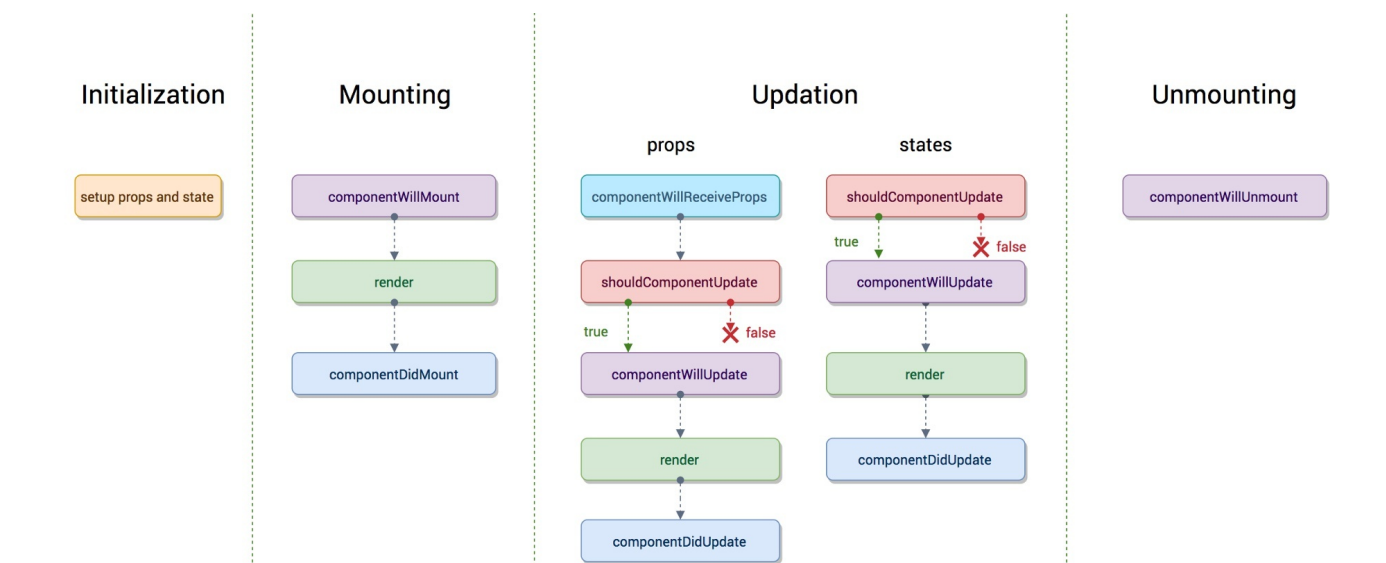 Initialization
Mounting
Updation
Unmounting
props
states
setup props and state
componentWillMount
componentWillReceiveProps
shouldComponentUpdate
componentWillUnmount
true
false
render
shouldComponentUpdate
componentWillUpdate
true
false
componentDidMount
componentWillUpdate
render
render
componentDidUpdate
componentDidUpdate